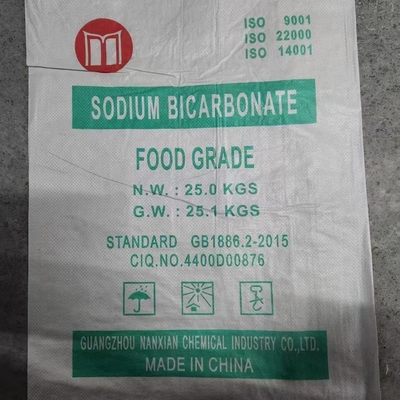 ISO 9001
ISO 22000
ISO 14001
SODIUM BICARBONATE
FOOD GRADE
N.W. : 25.0 KGS
G.W. : 25.1 KGS
STANDARD GB1886.2-2015
CIQ.NO.4400D00876
GUANGZHOU NANXIAN CHEMICAL INDUSTRY CO.,LTD.
MADE IN CHINA